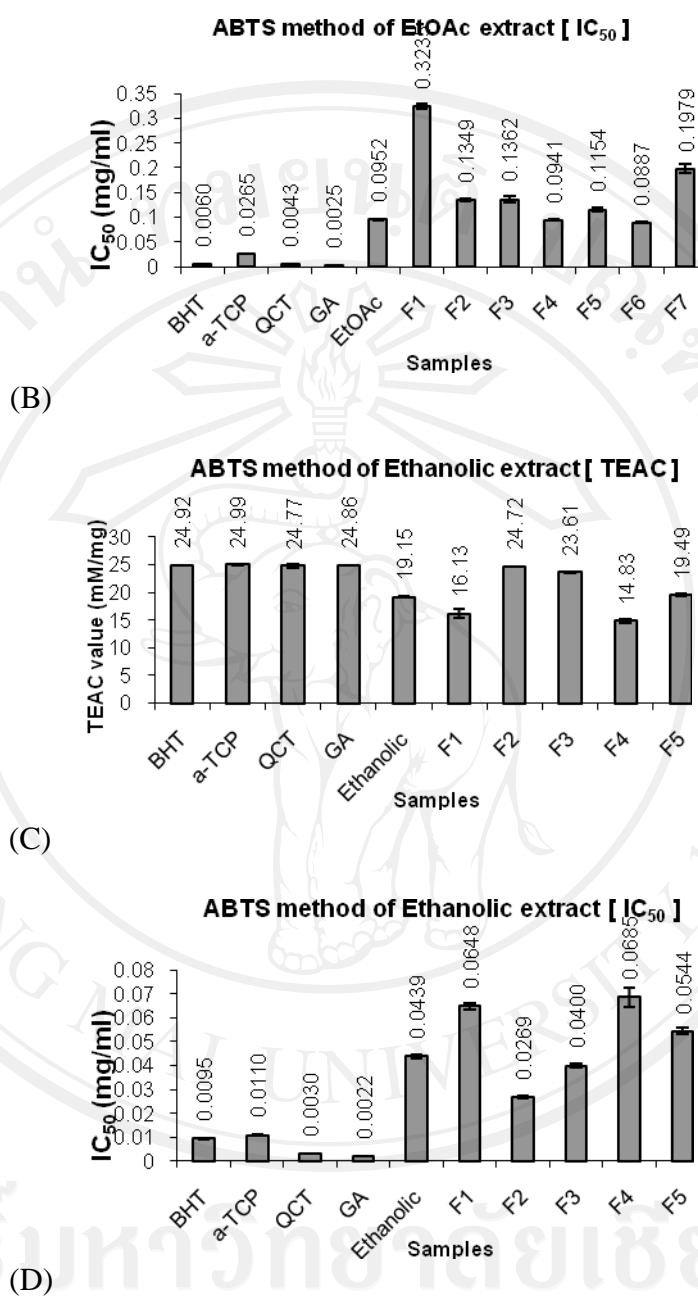 ABTS method of EtOAc extract [ IC50 ]
IC50 (mg/ml)
0.35
0.3
0.25
0.2
0.15
0.1
0.05
0
0.0060
0.0265
0.0043
0.0025
0.0952
0.323
0.1349
0.1362
0.0941
0.1154
0.0887
0.1979
BHT
a-TCP
QCT
GA
EtOAc
F1
F2
F3
F4
F5
F6
F7
Samples
(B)
ABTS method of Ethanolic extract [ TEAC ]
TEAC value (mM/mg)
30
25
20
15
10
5
0
24.92
24.99
24.77
24.86
19.15
16.13
24.72
23.61
14.83
19.49
BHT
a-TCP
QCT
GA
Ethanolic
F1
F2
F3
F4
F5
Samples
(C)
ABTS method of Ethanolic extract [ IC50 ]
IC50 (mg/ml)
0.08
0.07
0.06
0.05
0.04
0.03
0.02
0.01
0
0.0095
0.0110
0.0030
0.0022
0.0439
0.0648
0.0269
0.0400
0.0685
0.0544
BHT
a-TCP
QCT
GA
Ethanolic
F1
F2
F3
F4
F5
Samples
(D)